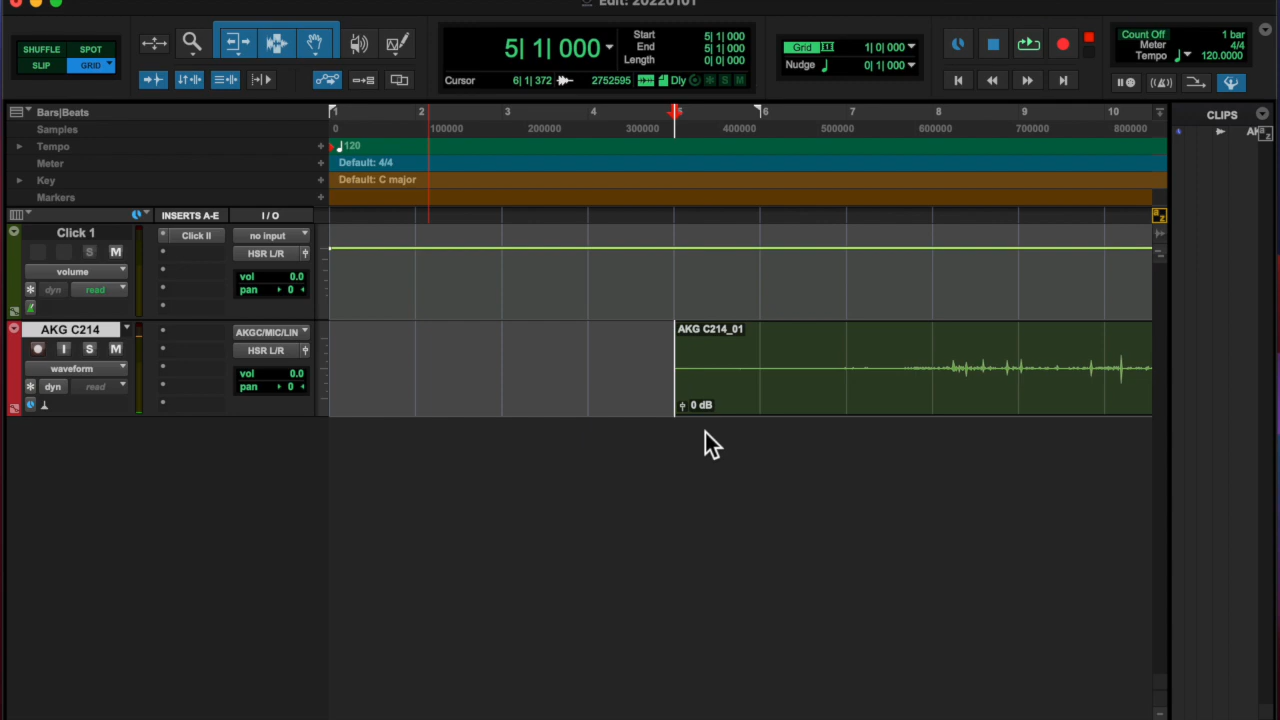 Edit: 20220101
SHUFFLE SPOT
SLIP GRID
5| 1| 000
Start 5| 1| 000
End 5| 1| 000
Length 0| 0| 000
Cursor 6| 1| 372 2752595 Dly S M
Grid 1| 0| 000
Nudge 0| 1| 000
Count Off 1 bar
Meter 4/4
Tempo 120.0000
Bars|Beats 1 2 3 4 5 6 7 8 9 10
Samples 0 100000 200000 300000 400000 500000 600000 700000 800000
Tempo 120
Meter Default: 4/4
Key Default: C major
Markers
CLIPS
a z
INSERTS A-E I / O
a z
Click 1 Click II no input
S M HSR L/R
volume
vol 0.0
dyn read pan 0
AKG C214 AKGC/MIC/LIN AKG C214_01
I S M HSR L/R
waveform
vol 0.0
dyn read pan 0
0 dB